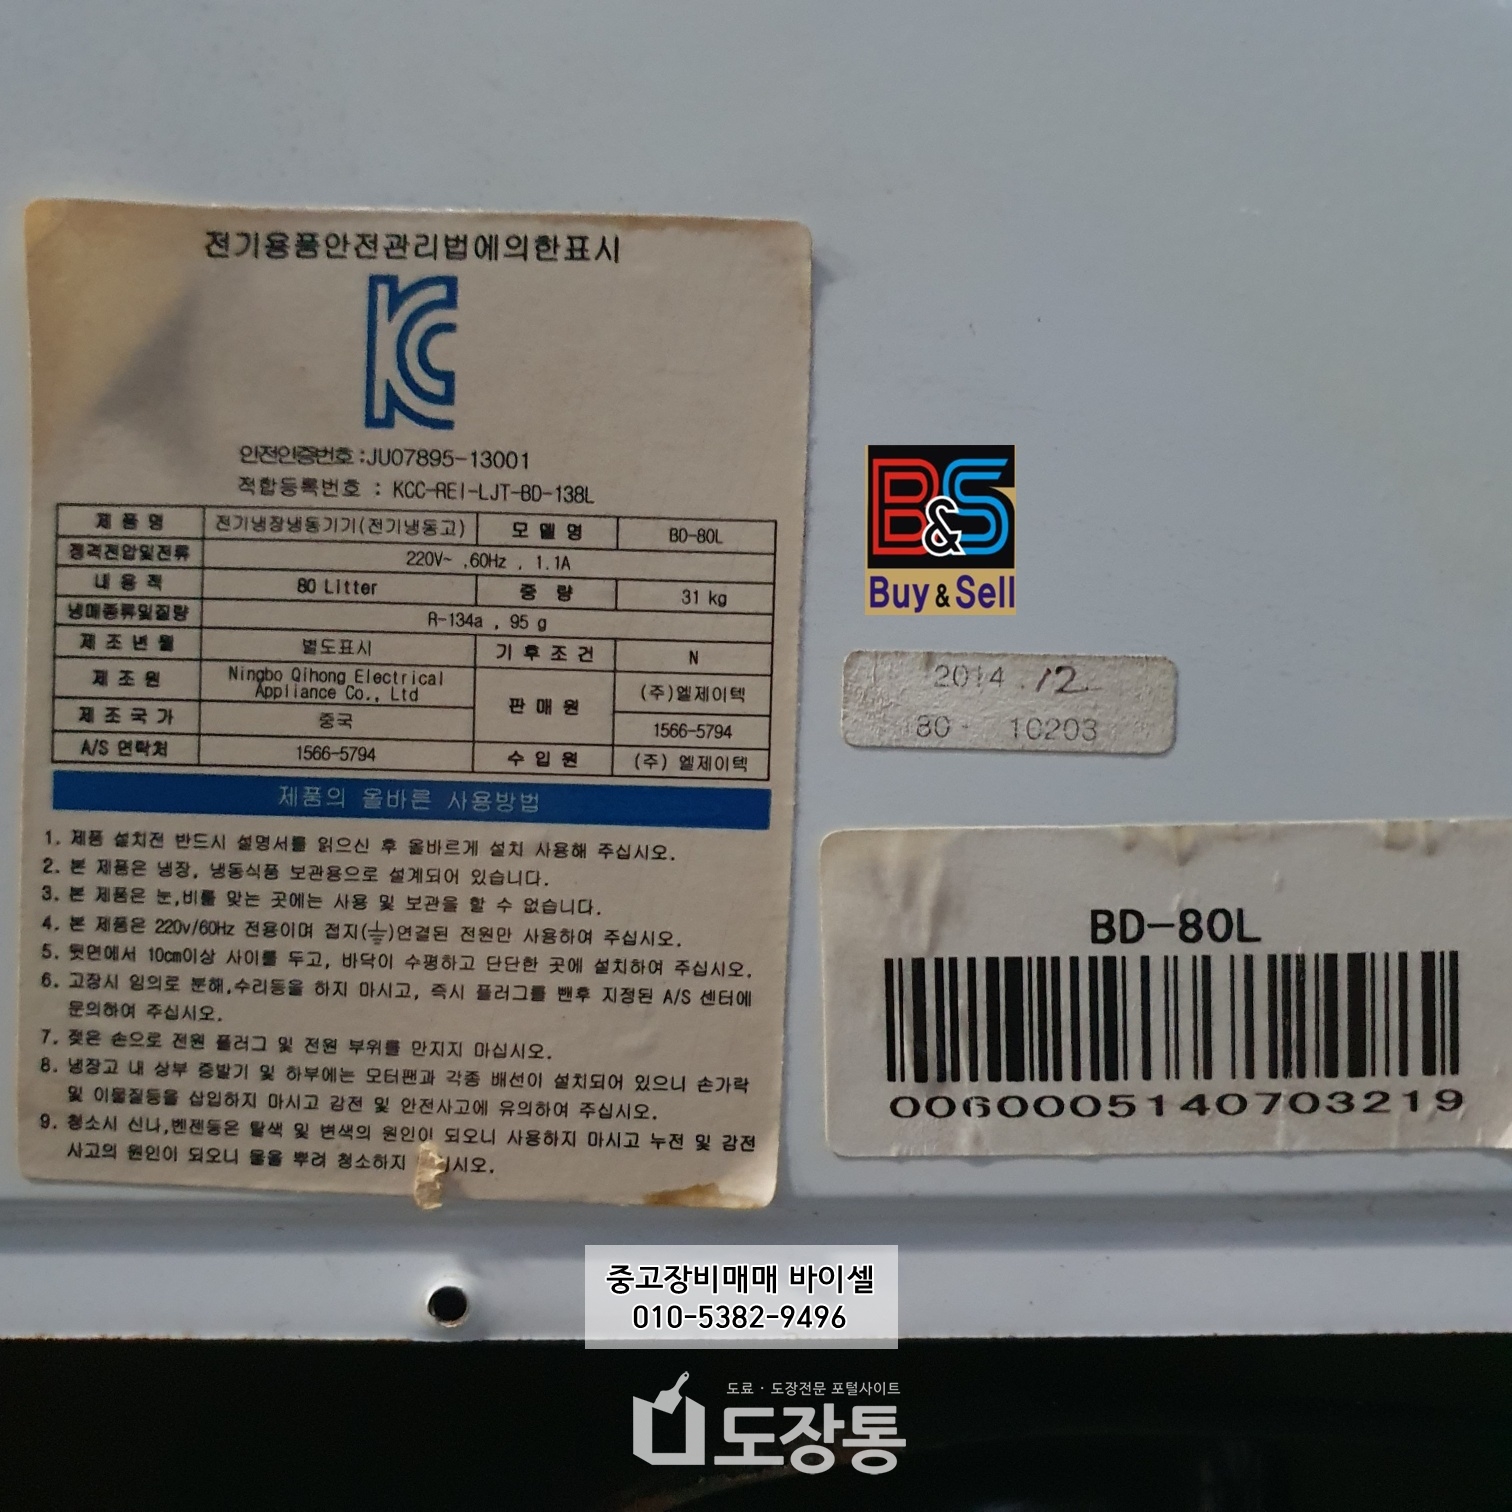 전기용품안전관리법에의한표시
안전인증번호 :JU07895-13001
적합등록번호 : KCC-REI-LJT-BD-138L
제 품 명 전기냉장냉동기기(전기냉동고) 모 델 명 BD-80L
정격전압및전류 220V~ ,60Hz , 1.1A
내 용 적 80 Litter 중 량 31 kg
냉매종류및질량 R-134a , 95 g
제 조 년 월 별도표시 기 후 조 건 N
제 조 원 Ningbo Qihong Electrical Appliance Co., Ltd 판 매 원 (주)엘제이텍
제 조 국 가 중국 1566-5794
A/S 연락처 1566-5794 수 입 원 (주) 엘제이텍
제품의 올바른 사용방법
1. 제품 설치전 반드시 설명서를 읽으신 후 올바르게 설치 사용해 주십시오.
2. 본 제품은 냉장, 냉동식품 보관용으로 설계되어 있습니다.
3. 본 제품은 눈,비를 맞는 곳에는 사용 및 보관을 할 수 없습니다.
4. 본 제품은 220v/60Hz 전용이며 접지(⏚)연결된 전원만 사용하여 주십시오.
5. 뒷면에서 10cm이상 사이를 두고, 바닥이 수평하고 단단한 곳에 설치하여 주십시오.
6. 고장시 임의로 분해,수리등을 하지 마시고, 즉시 플러그를 뺀후 지정된 A/S 센터에
문의하여 주십시오.
7. 젖은 손으로 전원 플러그 및 전원 부위를 만지지 마십시오.
8. 냉장고 내 상부 증발기 및 하부에는 모터팬과 각종 배선이 설치되어 있으니 손가락
및 이물질등을 삽입하지 마시고 감전 및 안전사고에 유의하여 주십시오.
9. 청소시 신나,벤젠등은 탈색 및 변색의 원인이 되오니 사용하지 마시고 누전 및 감전
사고의 원인이 되오니 물을 뿌려 청소하지
B&S
Buy & Sell
2014 .12
80- 10203
BD-80L
0060005140703219
중고장비매매 바이셀
010-5382-9496
도료 · 도장전문 포털사이트
도장통